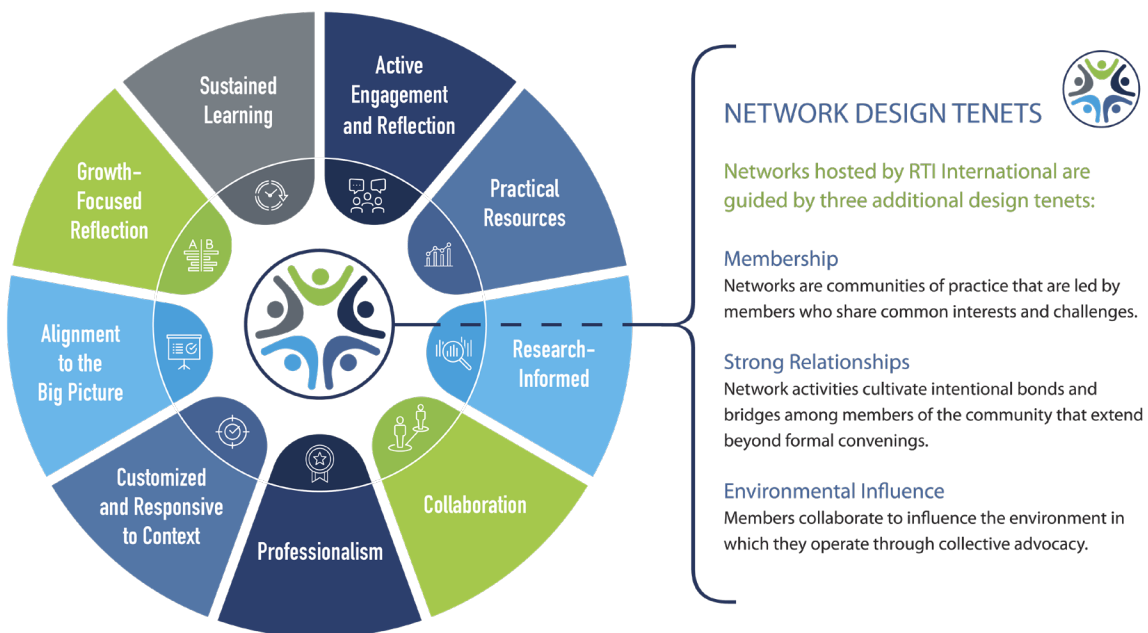 Sustained
Learning
Active
Engagement
and Reflection
Practical
Resources
Research-
Informed
Collaboration
Professionalism
Customized
and Responsive
to Context
Alignment
to the
Big Picture
Growth-
Focused
Reflection
A B
NETWORK DESIGN TENETS
Networks hosted by RTI International are
guided by three additional design tenets:
Membership
Networks are communities of practice that are led by
members who share common interests and challenges.
Strong Relationships
Network activities cultivate intentional bonds and
bridges among members of the community that extend
beyond formal convenings.
Environmental Influence
Members collaborate to influence the environment in
which they operate through collective advocacy.